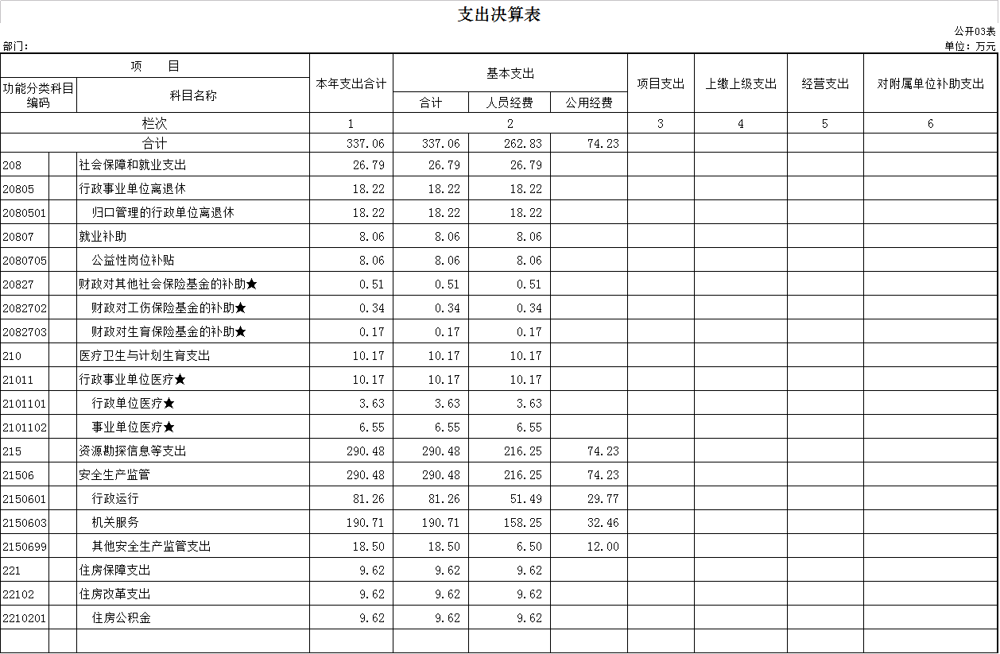 支出决算表
公开03表
部门: 单位: 万元
项 目 本年支出合计 基本支出 项目支出 上缴上级支出 经营支出 对附属单位补助支出
功能分类科目编码 科目名称 合计 人员经费 公用经费
栏次 1 2 3 4 5 6
合计 337.06 337.06 262.83 74.23
208 社会保障和就业支出 26.79 26.79 26.79
20805 行政事业单位离退休 18.22 18.22 18.22
2080501 归口管理的行政单位离退休 18.22 18.22 18.22
20807 就业补助 8.06 8.06 8.06
2080705 公益性岗位补贴 8.06 8.06 8.06
20827 财政对其他社会保险基金的补助★ 0.51 0.51 0.51
2082702 财政对工伤保险基金的补助★ 0.34 0.34 0.34
2082703 财政对生育保险基金的补助★ 0.17 0.17 0.17
210 医疗卫生与计划生育支出 10.17 10.17 10.17
21011 行政事业单位医疗★ 10.17 10.17 10.17
2101101 行政单位医疗★ 3.63 3.63 3.63
2101102 事业单位医疗★ 6.55 6.55 6.55
215 资源勘探信息等支出 290.48 290.48 216.25 74.23
21506 安全生产监管 290.48 290.48 216.25 74.23
2150601 行政运行 81.26 81.26 51.49 29.77
2150603 机关服务 190.71 190.71 158.25 32.46
2150699 其他安全生产监管支出 18.50 18.50 6.50 12.00
221 住房保障支出 9.62 9.62 9.62
22102 住房改革支出 9.62 9.62 9.62
2210201 住房公积金 9.62 9.62 9.62